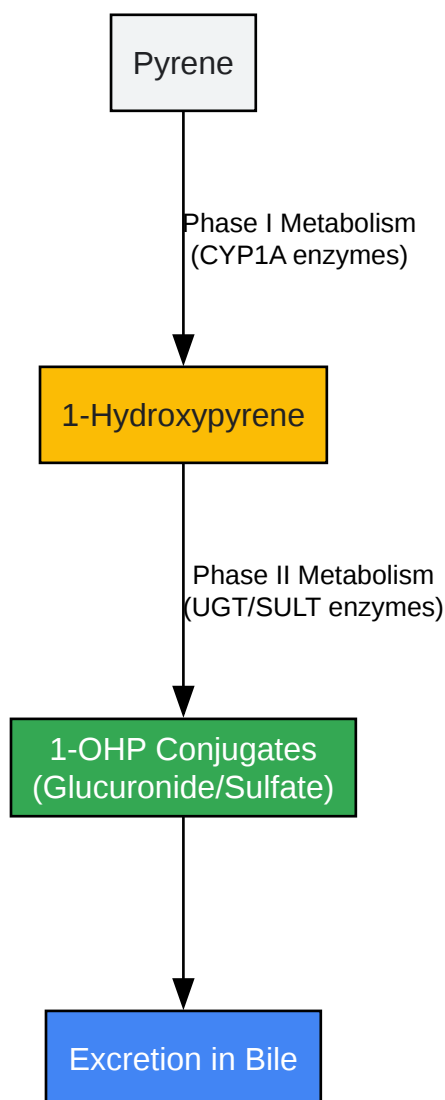 Pyrene
Phase I Metabolism
(CYP1A enzymes)
1-Hydroxypyrene
Phase II Metabolism
(UGT/SULT enzymes)
1-OHP Conjugates
(Glucuronide/Sulfate)
Excretion in Bile